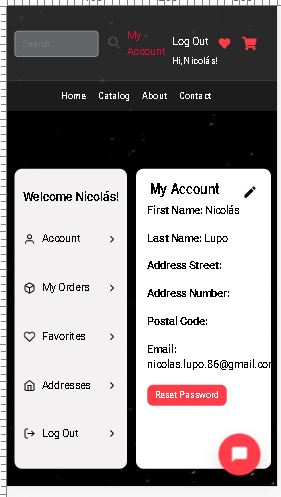 Search...
My Account
Log Out
Hi, Nicolás!
Home Catalog About Contact
Welcome Nicolás!
Account
My Orders
Favorites
Addresses
Log Out
My Account
First Name: Nicolás
Last Name: Lupo
Address Street:
Address Number:
Postal Code:
Email:
nicolas.lupo.86@gmail.com
Reset Password